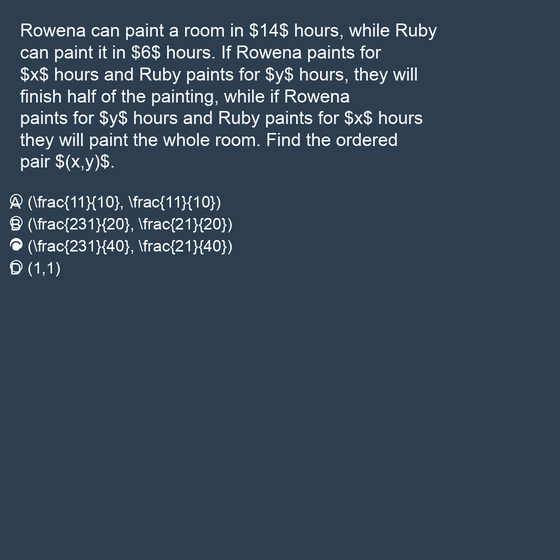 Rowena can paint a room in $14$ hours, while Ruby
can paint it in $6$ hours. If Rowena paints for
$x$ hours and Ruby paints for $y$ hours, they will
finish half of the painting, while if Rowena
paints for $y$ hours and Ruby paints for $x$ hours
they will paint the whole room. Find the ordered
pair $(x,y)$.
A (\frac{11}{10}, \frac{11}{10})
B (\frac{231}{20}, \frac{21}{20})
(\frac{231}{40}, \frac{21}{40})
D (1,1)